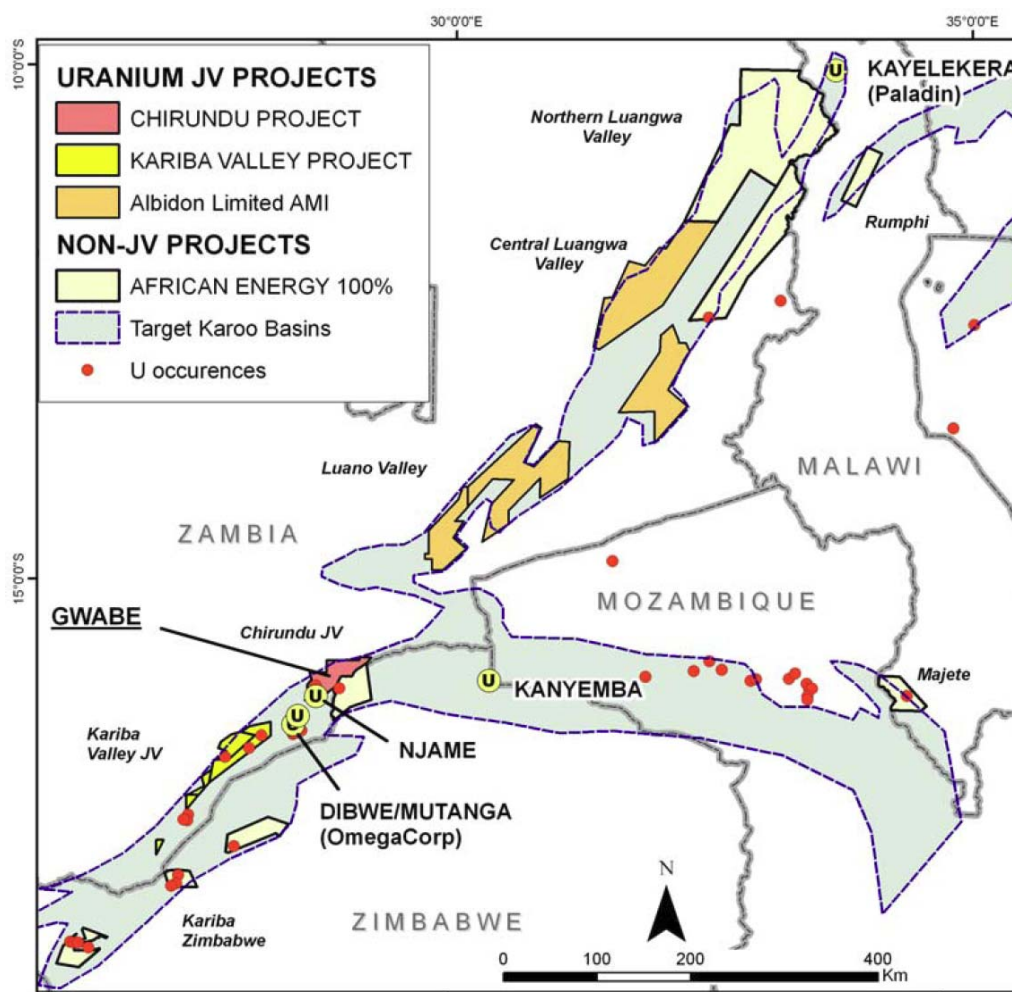 30°0'0"E
35°0'0"E
10°0'0"S
15°0'0"S
URANIUM JV PROJECTS
CHIRUNDU PROJECT
KARIBA VALLEY PROJECT
Albidon Limited AMI
NON-JV PROJECTS
AFRICAN ENERGY 100%
Target Karoo Basins
U occurences
U
KAYELEKERA
(Paladin)
Northern Luangwa
Valley
Rumphi
Central Luangwa
Valley
Luano Valley
MALAWI
ZAMBIA
MOZAMBIQUE
GWABE
Chirundu JV
U
KANYEMBA
Majete
U
NJAME
U
Kariba
Valley JV
DIBWE/MUTANGA
(OmegaCorp)
Kariba
Zimbabwe
ZIMBABWE
N
0 100 200 400
Km